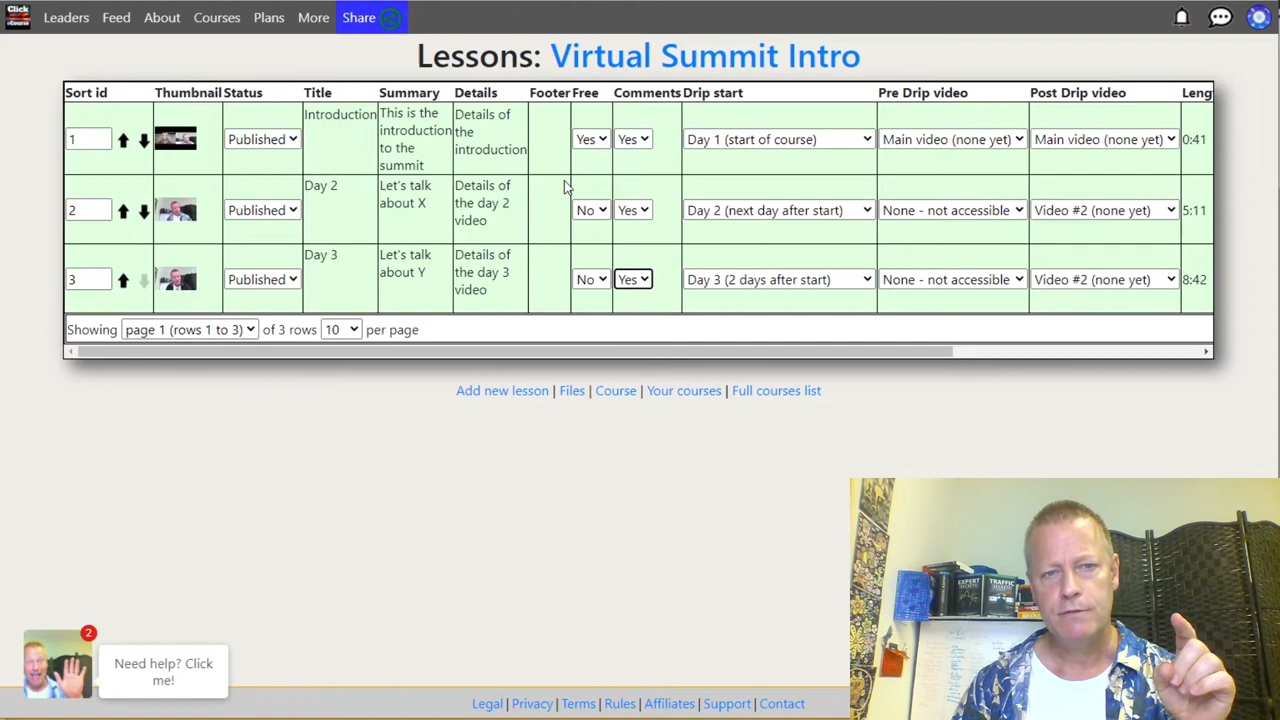 Click
eCourse
Leaders Feed About Courses Plans More Share
Lessons: Virtual Summit Intro
Sort id Thumbnail Status Title Summary Details Footer Free Comments Drip start Pre Drip video Post Drip video Leng
1 Published Introduction This is the introduction to the summit Details of the introduction Yes Yes Day 1 (start of course) Main video (none yet) Main video (none yet) 0:41
2 Published Day 2 Let's talk about X Details of the day 2 video No Yes Day 2 (next day after start) None - not accessible Video #2 (none yet) 5:11
3 Published Day 3 Let's talk about Y Details of the day 3 video No Yes Day 3 (2 days after start) None - not accessible Video #2 (none yet) 8:42
Showing page 1 (rows 1 to 3) of 3 rows 10 per page
Add new lesson | Files | Course | Your courses | Full courses list
EXPERT
SECRETS
TRAFFIC
SECRETS
2
Need help? Click
me!
Legal | Privacy | Terms | Rules | Affiliates | Support | Contact